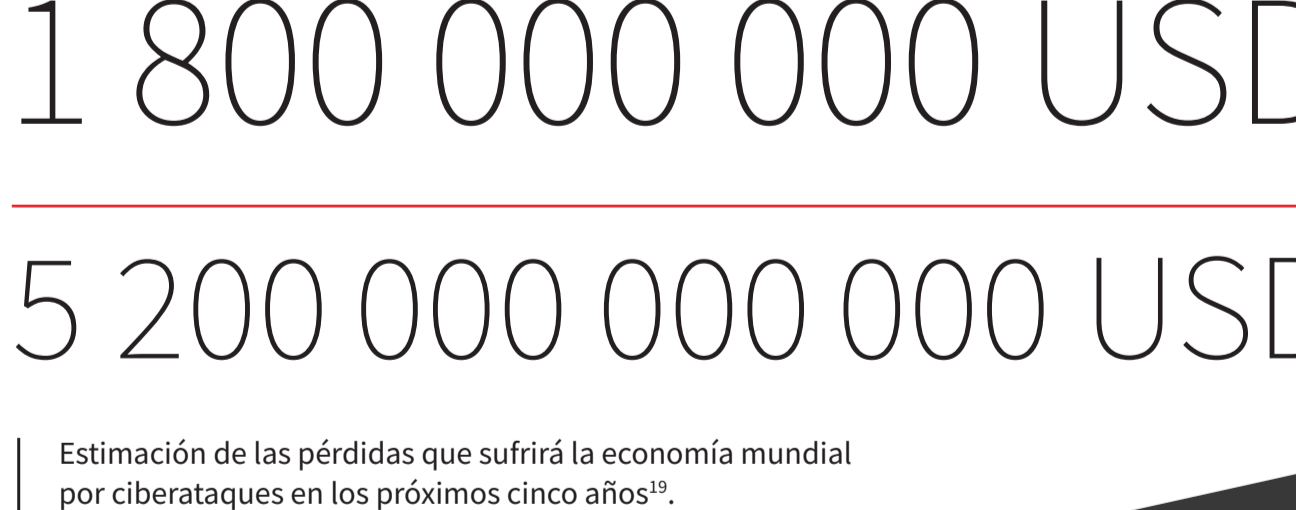 1 800 000 000 USD
5 200 000 000 000 USD
Estimación de las pérdidas que sufrirá la economía mundial
por ciberataques en los próximos cinco años¹⁹.